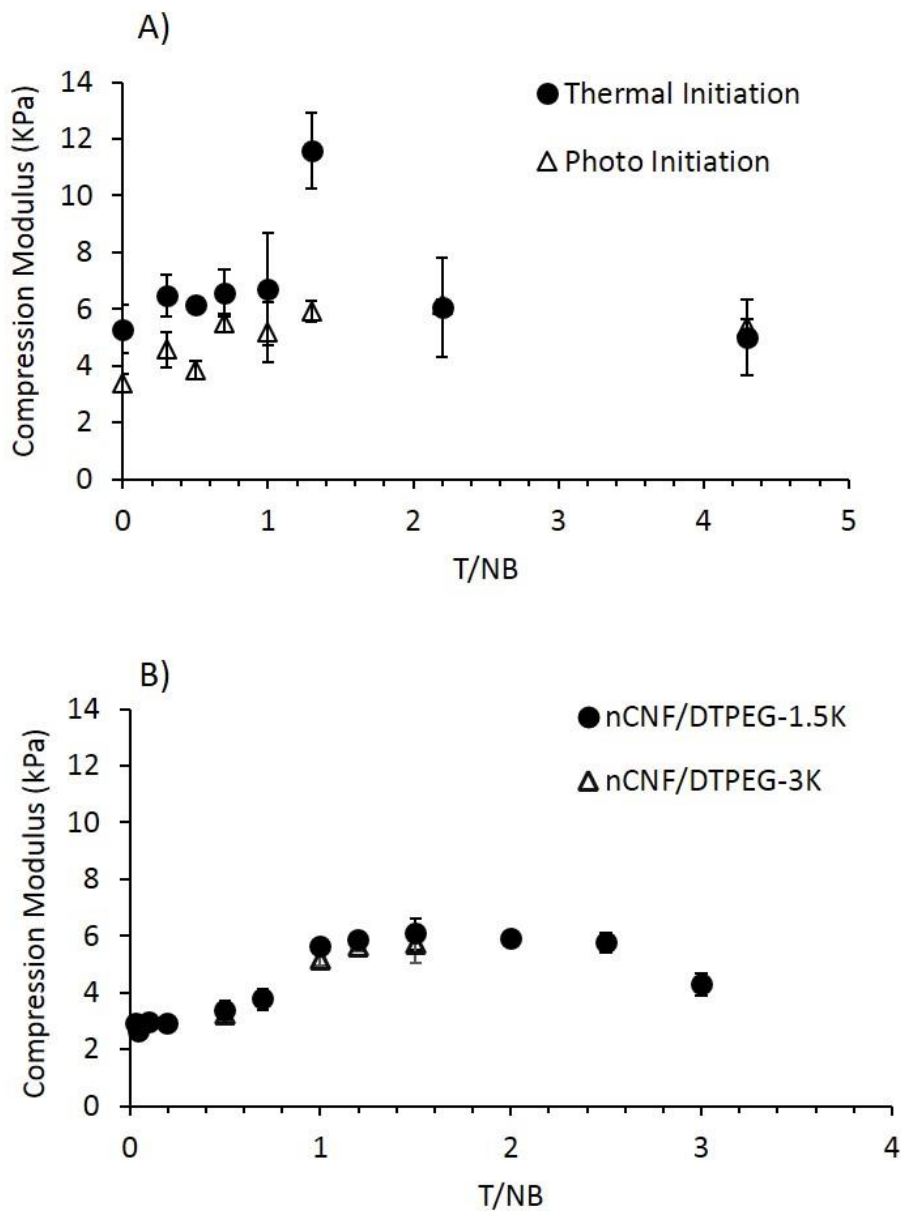 A)
Compression Modulus (KPa)
14
12
10
8
6
4
2
0
Thermal Initiation
Photo Initiation
0 1 2 3 4 5
T/NB
B)
Compression Modulus (kPa)
14
12
10
8
6
4
2
0
nCNF/DTPEG-1.5K
nCNF/DTPEG-3K
0 1 2 3 4
T/NB